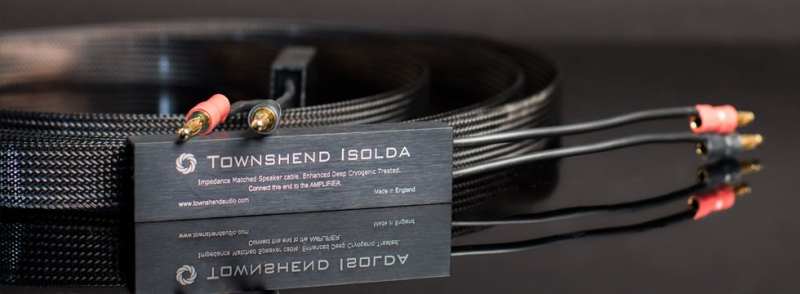 TOWNSHEND ISOLDA
Impedance Matched Speaker cable. Enhanced Deep Cryogenic Treated.
Connect this end to the AMPLIFIER.
www.townshendaudio.com Made in England